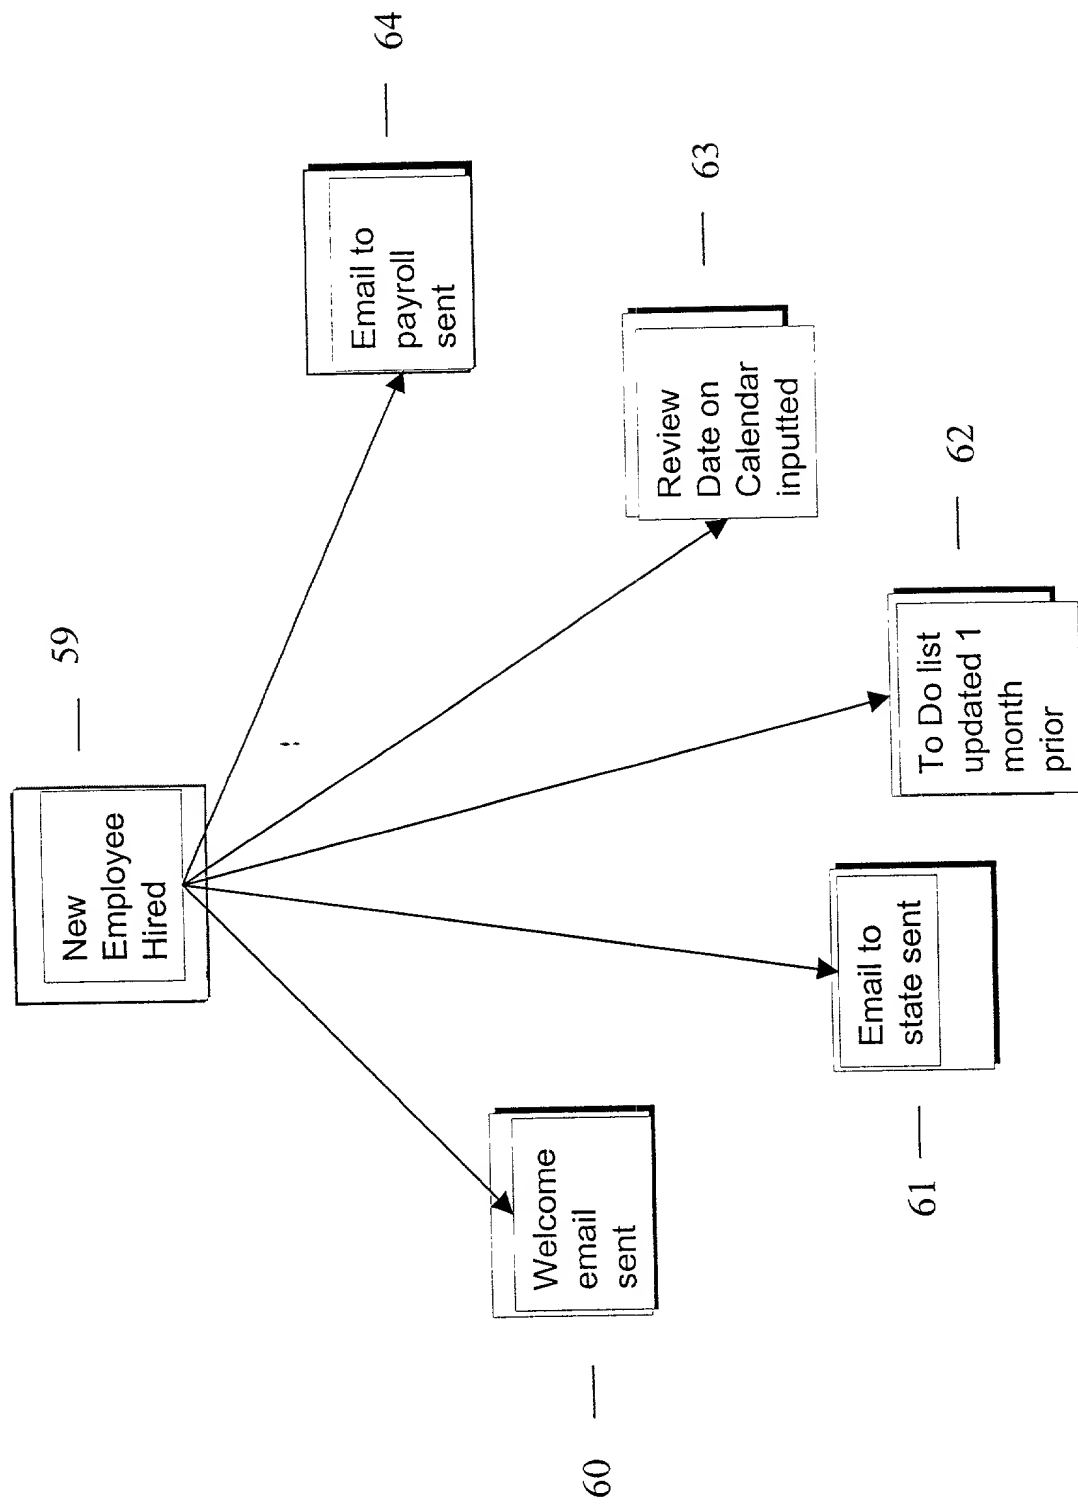 New
Employee
Hired
59
Welcome
email
sent
60
Email to
state sent
61
To Do list
updated 1
month
prior
62
Review
Date on
Calendar
inputted
63
Email to
payroll
sent
64